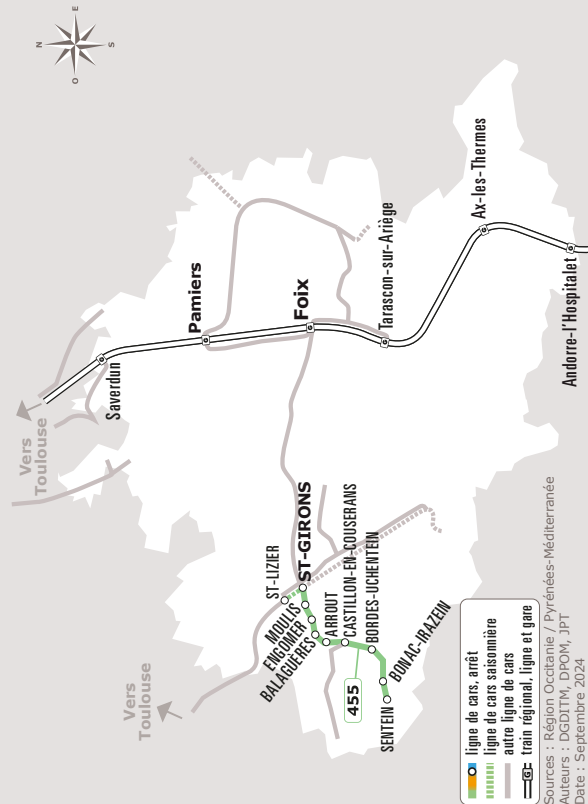 N
O
E
S
Vers
Toulouse
Vers
Toulouse
Saverdun
Pamiers
Foix
Tarascon-sur-Ariège
Ax-les-Thermes
Andorre-l'Hospitalet
ST-LIZIER
ST-GIRONS
MOULIS
ENGOMER
BALAGUÈRES
ARROUT
CASTILLON-EN-COUSERANS
BORDES-UCHENTEIN
455
BONAC-IRAZEIN
SENTEIN
ligne de cars, arrêt
ligne de cars saisonnière
autre ligne de cars
G train régional, ligne et gare
Sources : Région Occitanie / Pyrénées-Méditerranée
Auteurs : DGDITM, DPOM, JPT
Date : Septembre 2024